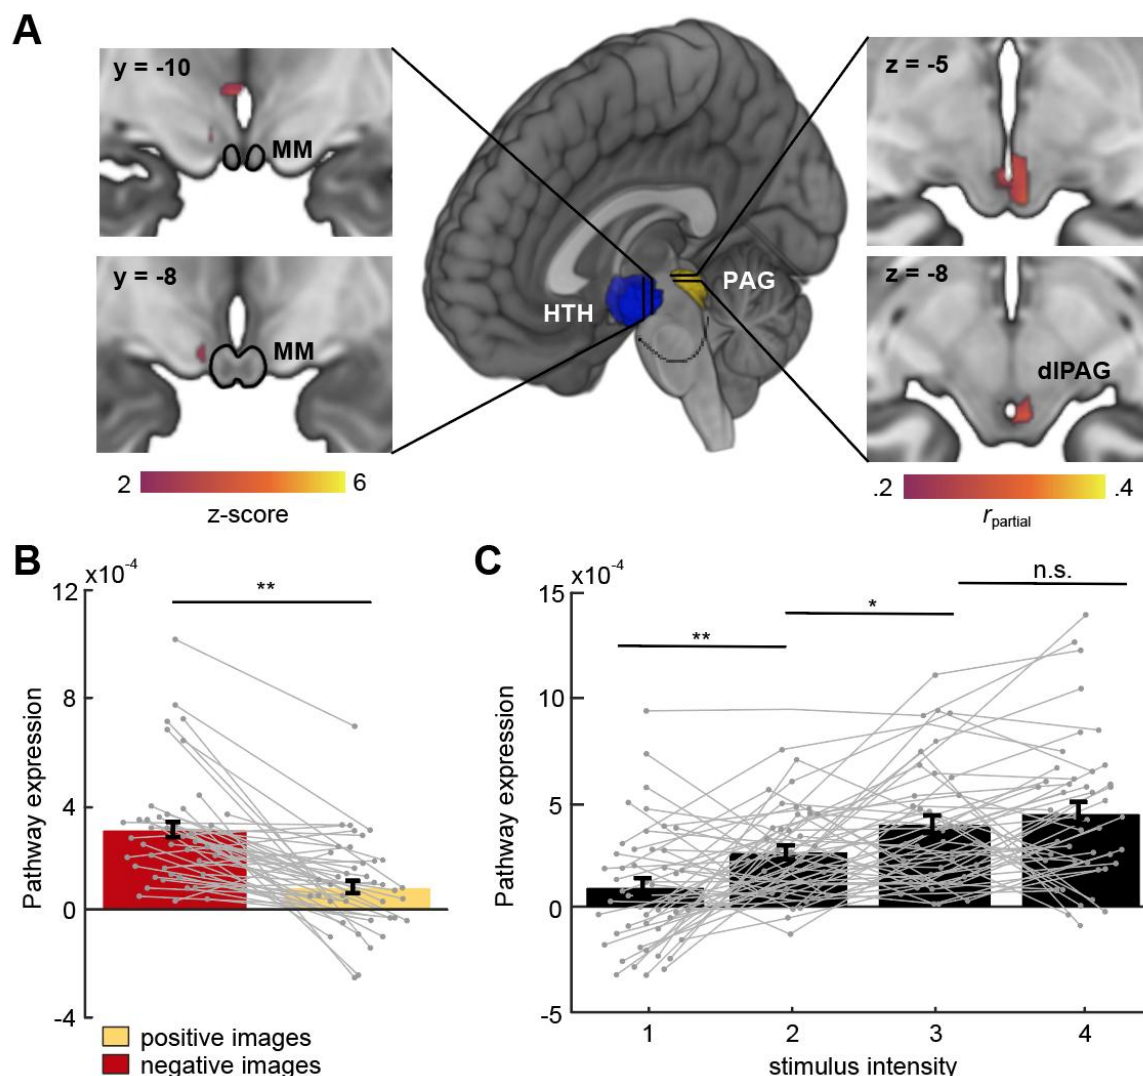 A
y = -10
MM
y = -8
MM
2
6
z-score
HTH
PAG
z = -5
z = -8
dlPAG
.2
.4
rpartial
B
x10-4
12
8
4
0
-4
Pathway expression
**
positive images
negative images
C
x10-4
15
10
5
0
-5
Pathway expression
**
*
n.s.
1
2
3
4
stimulus intensity